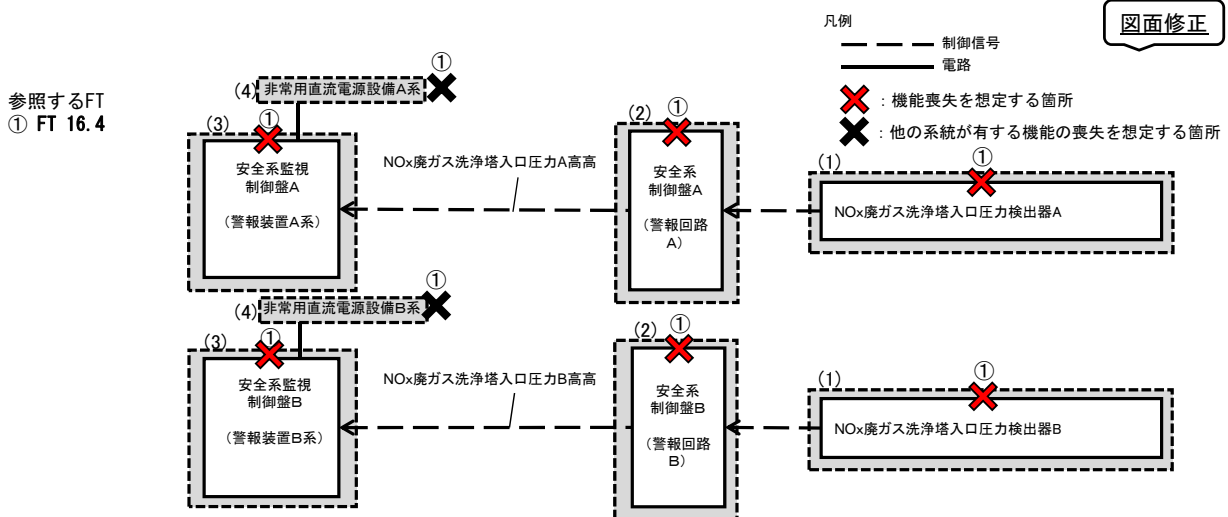 図面修正
凡例
制御信号
電路
：機能喪失を想定する箇所
：他の系統が有する機能の喪失を想定する箇所
参照するFT
① FT 16.4
①
(4) 非常用直流電源設備A系
(3) ①
安全系監視
制御盤A
（警報装置A系）
NOx廃ガス洗浄塔入口圧力A高高
(2) ①
安全系
制御盤A
（警報回路
A）
(1) ①
NOx廃ガス洗浄塔入口圧力検出器A
①
(4) 非常用直流電源設備B系
(3) ①
安全系監視
制御盤B
（警報装置B系）
NOx廃ガス洗浄塔入口圧力B高高
(2) ①
安全系
制御盤B
（警報回路
B）
(1) ①
NOx廃ガス洗浄塔入口圧力検出器B